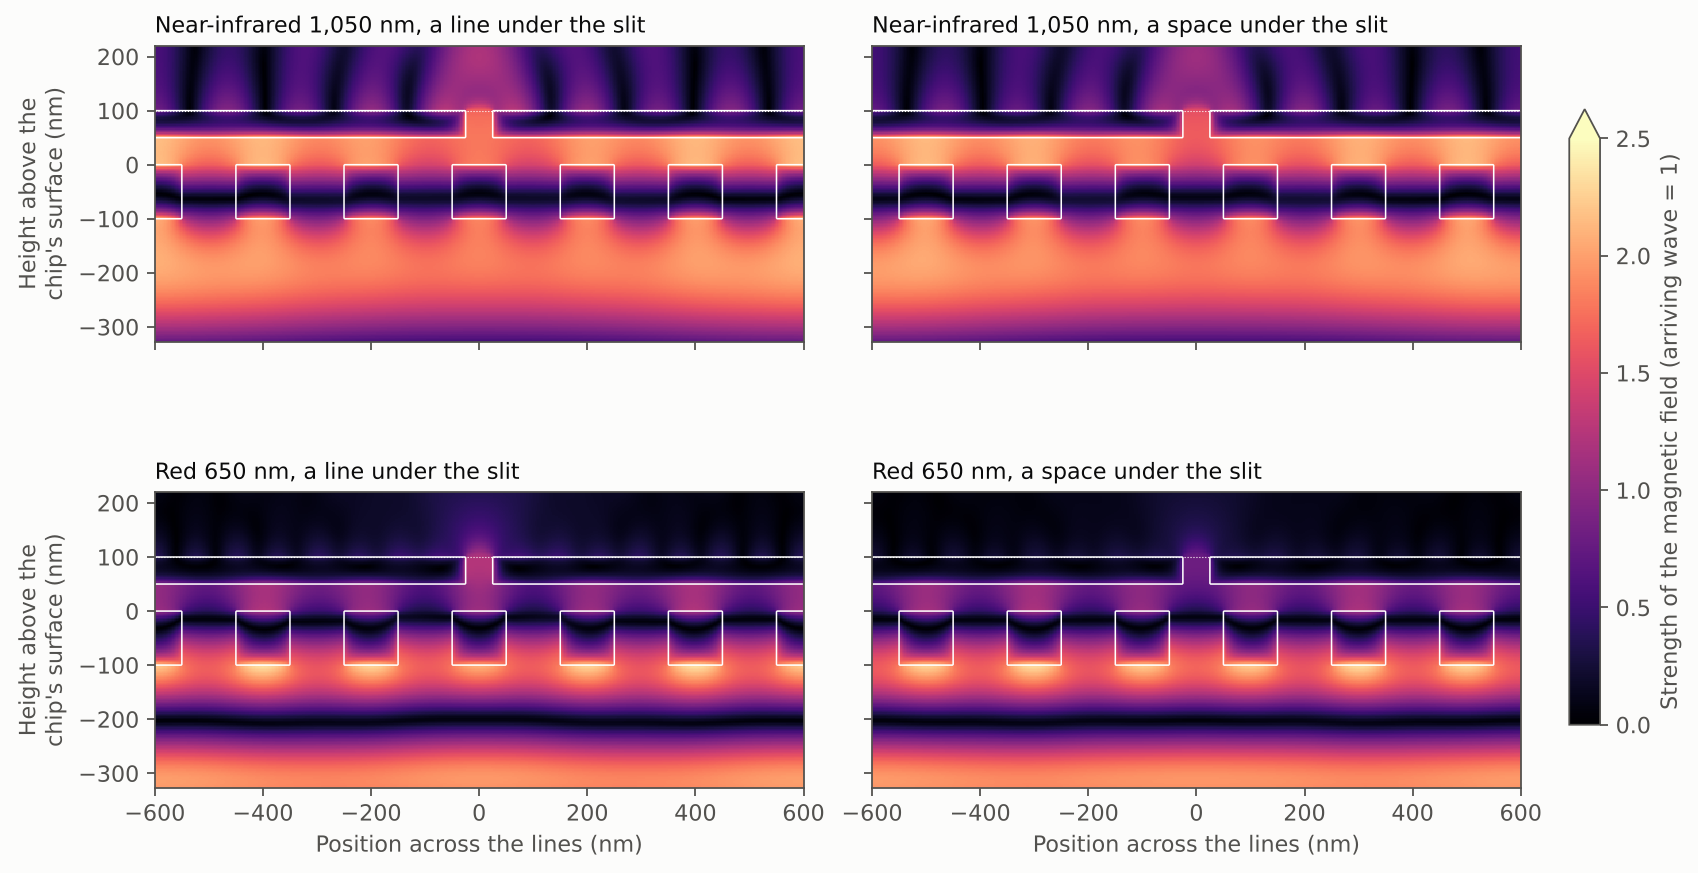 Near-infrared 1,050 nm, a line under the slit
Near-infrared 1,050 nm, a space under the slit
200
100
0
−100
−200
−300
Height above the
chip's surface (nm)
Red 650 nm, a line under the slit
Red 650 nm, a space under the slit
200
100
0
−100
−200
−300
Height above the
chip's surface (nm)
−600
−400
−200
0
200
400
600
Position across the lines (nm)
−600
−400
−200
0
200
400
600
Position across the lines (nm)
2.5
2.0
1.5
1.0
0.5
0.0
Strength of the magnetic field (arriving wave = 1)